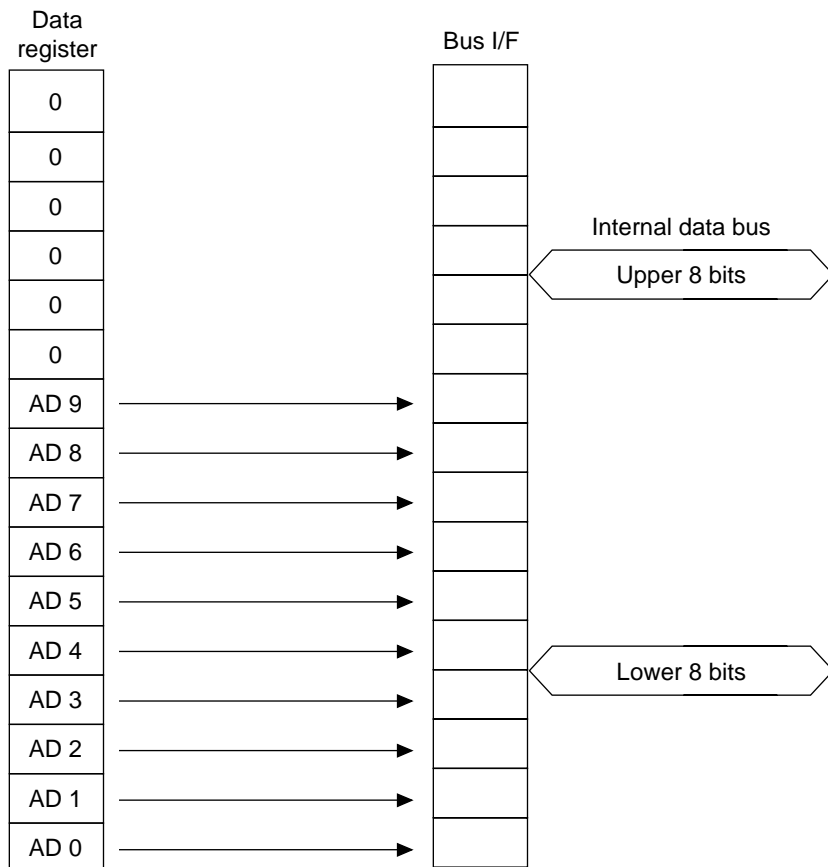 Data
register
Bus I/F
0
0
0
0
0
0
AD 9
AD 8
AD 7
AD 6
AD 5
AD 4
AD 3
AD 2
AD 1
AD 0
Internal data bus
Upper 8 bits
Lower 8 bits